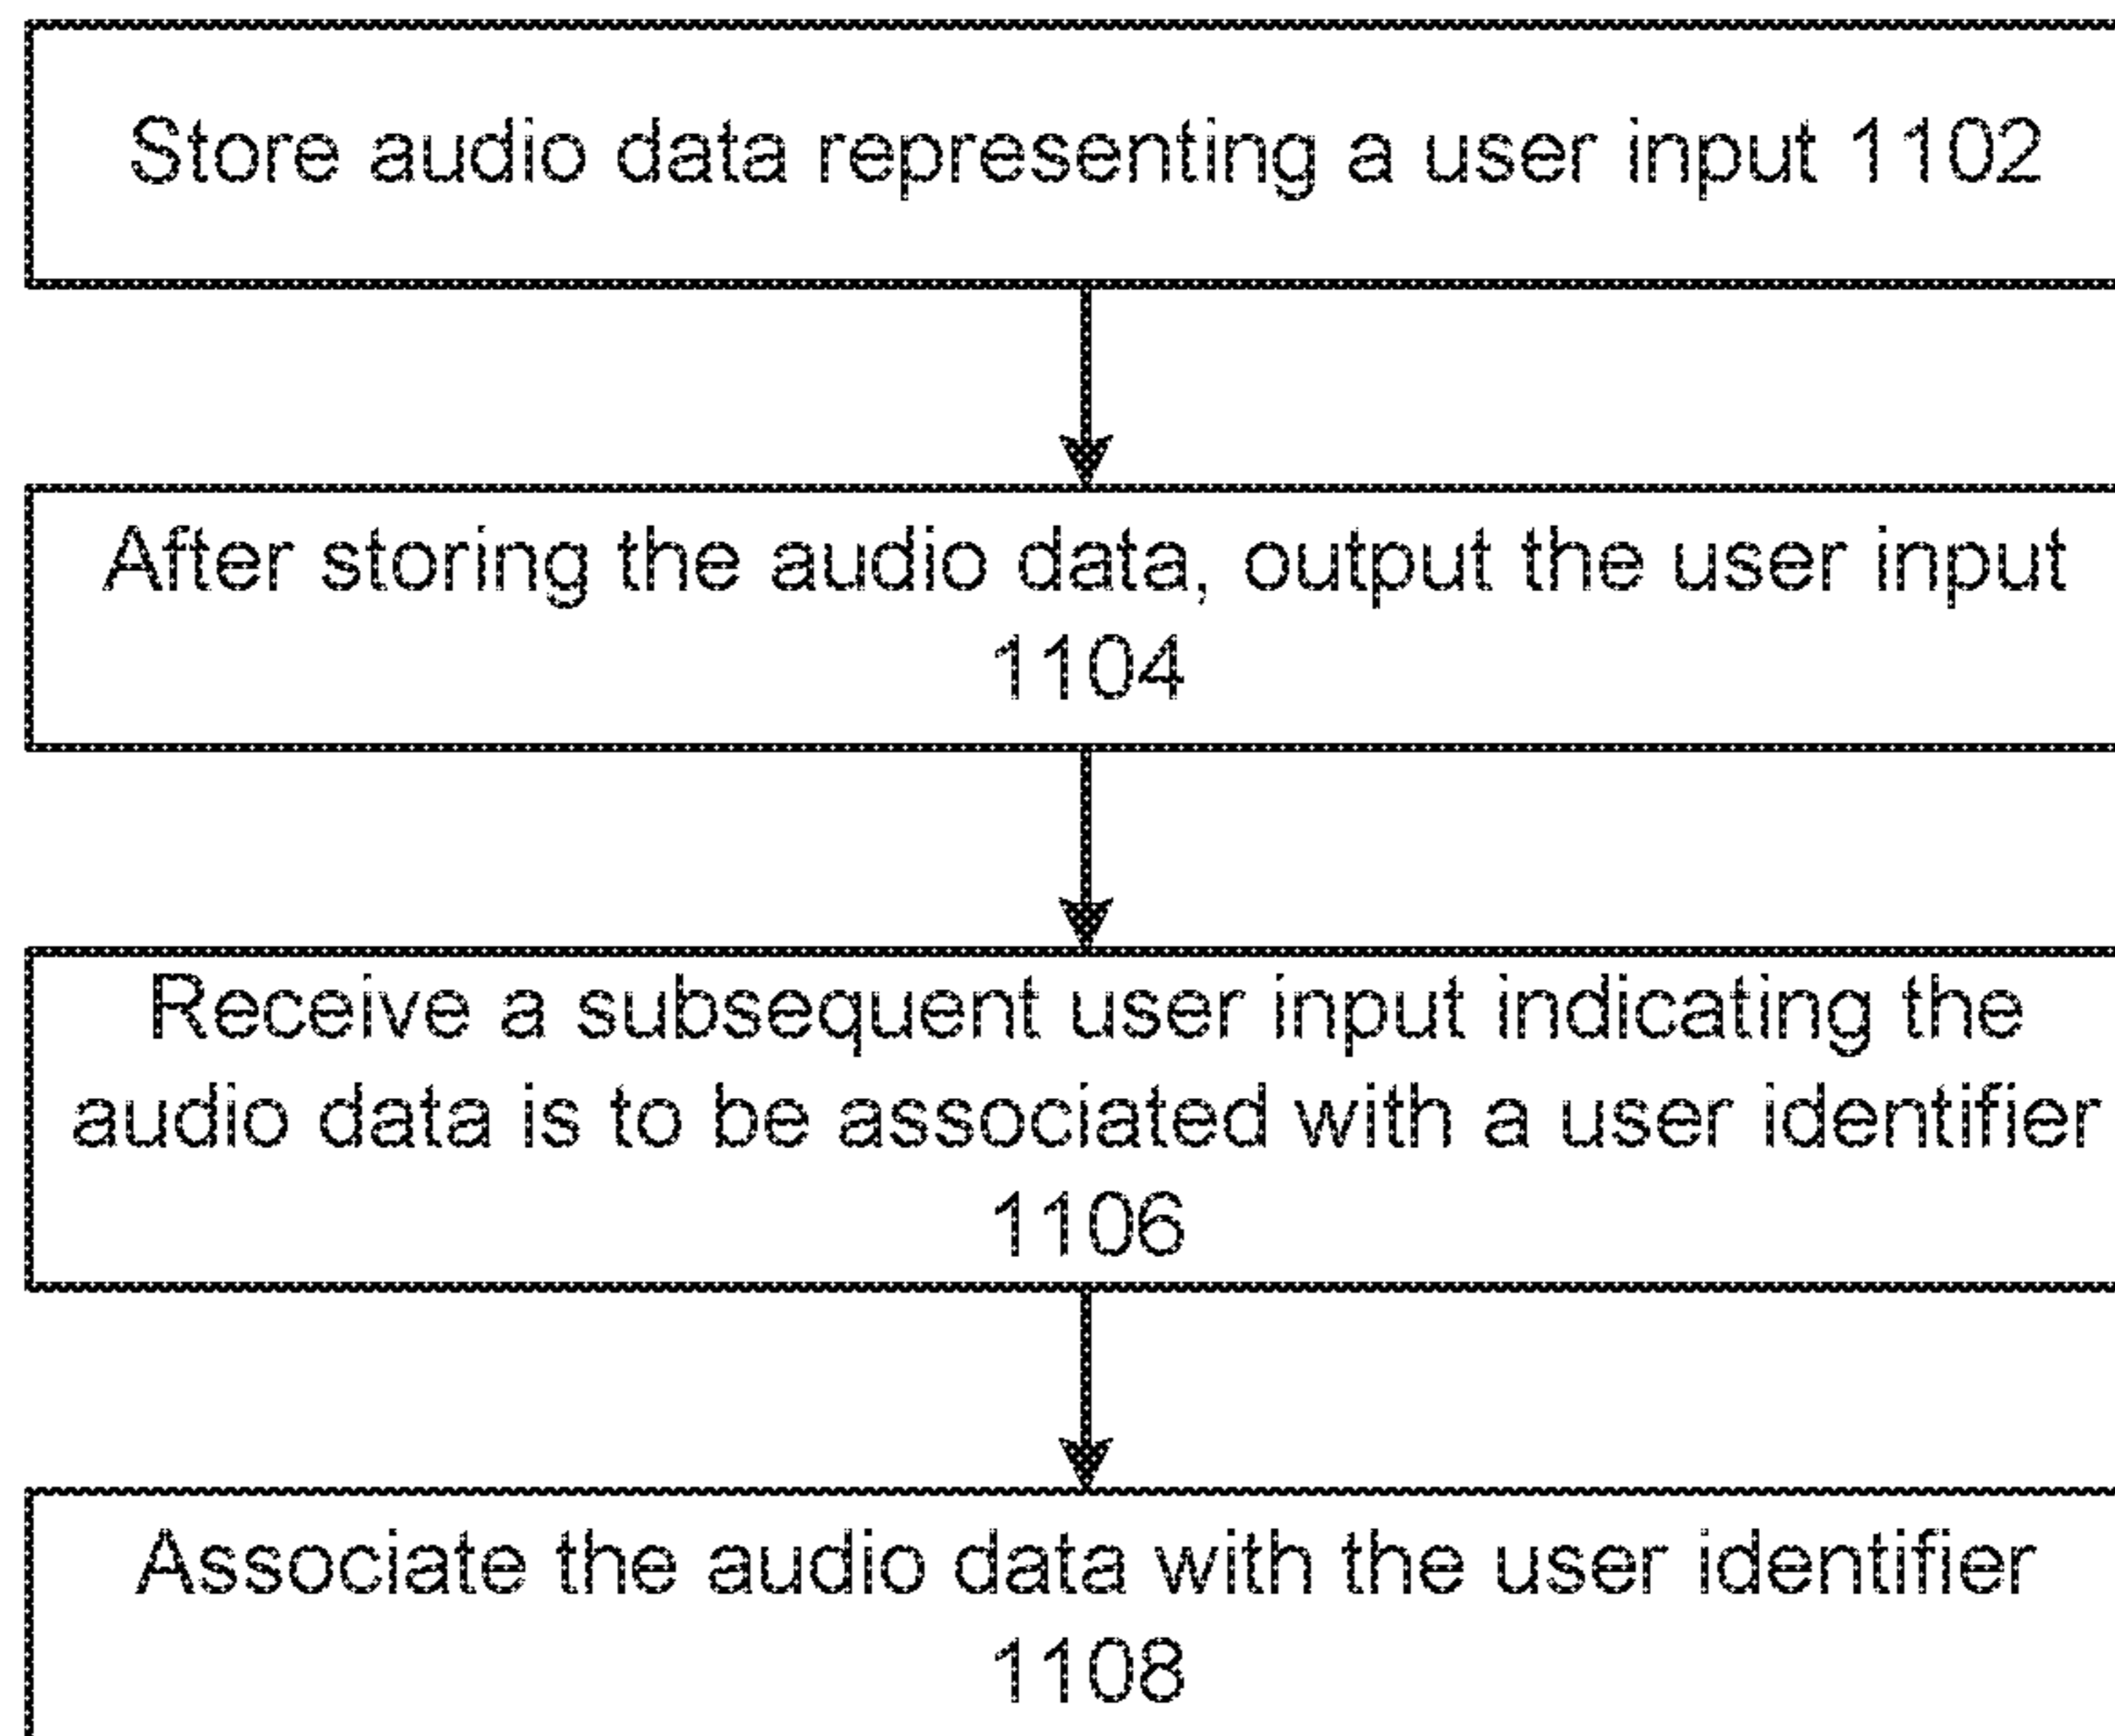 Store audio data representing a user input 1102
After storing the audio data, output the user input
1104
Receive a subsequent user input indicating the
audio data is to be associated with a user identifier
1106
Associate the audio data with the user identifier
1108